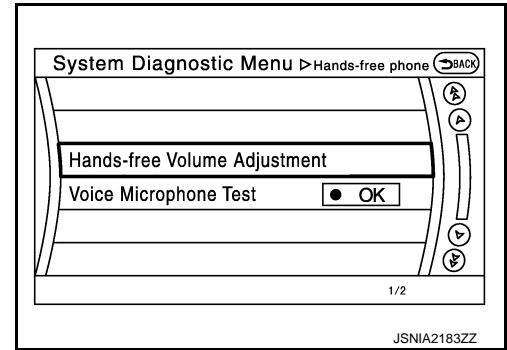 System Diagnostic Menu ▷Hands-free phone BACK
Hands-free Volume Adjustment
Voice Microphone Test ● OK
1/2
JSNIA2183ZZ